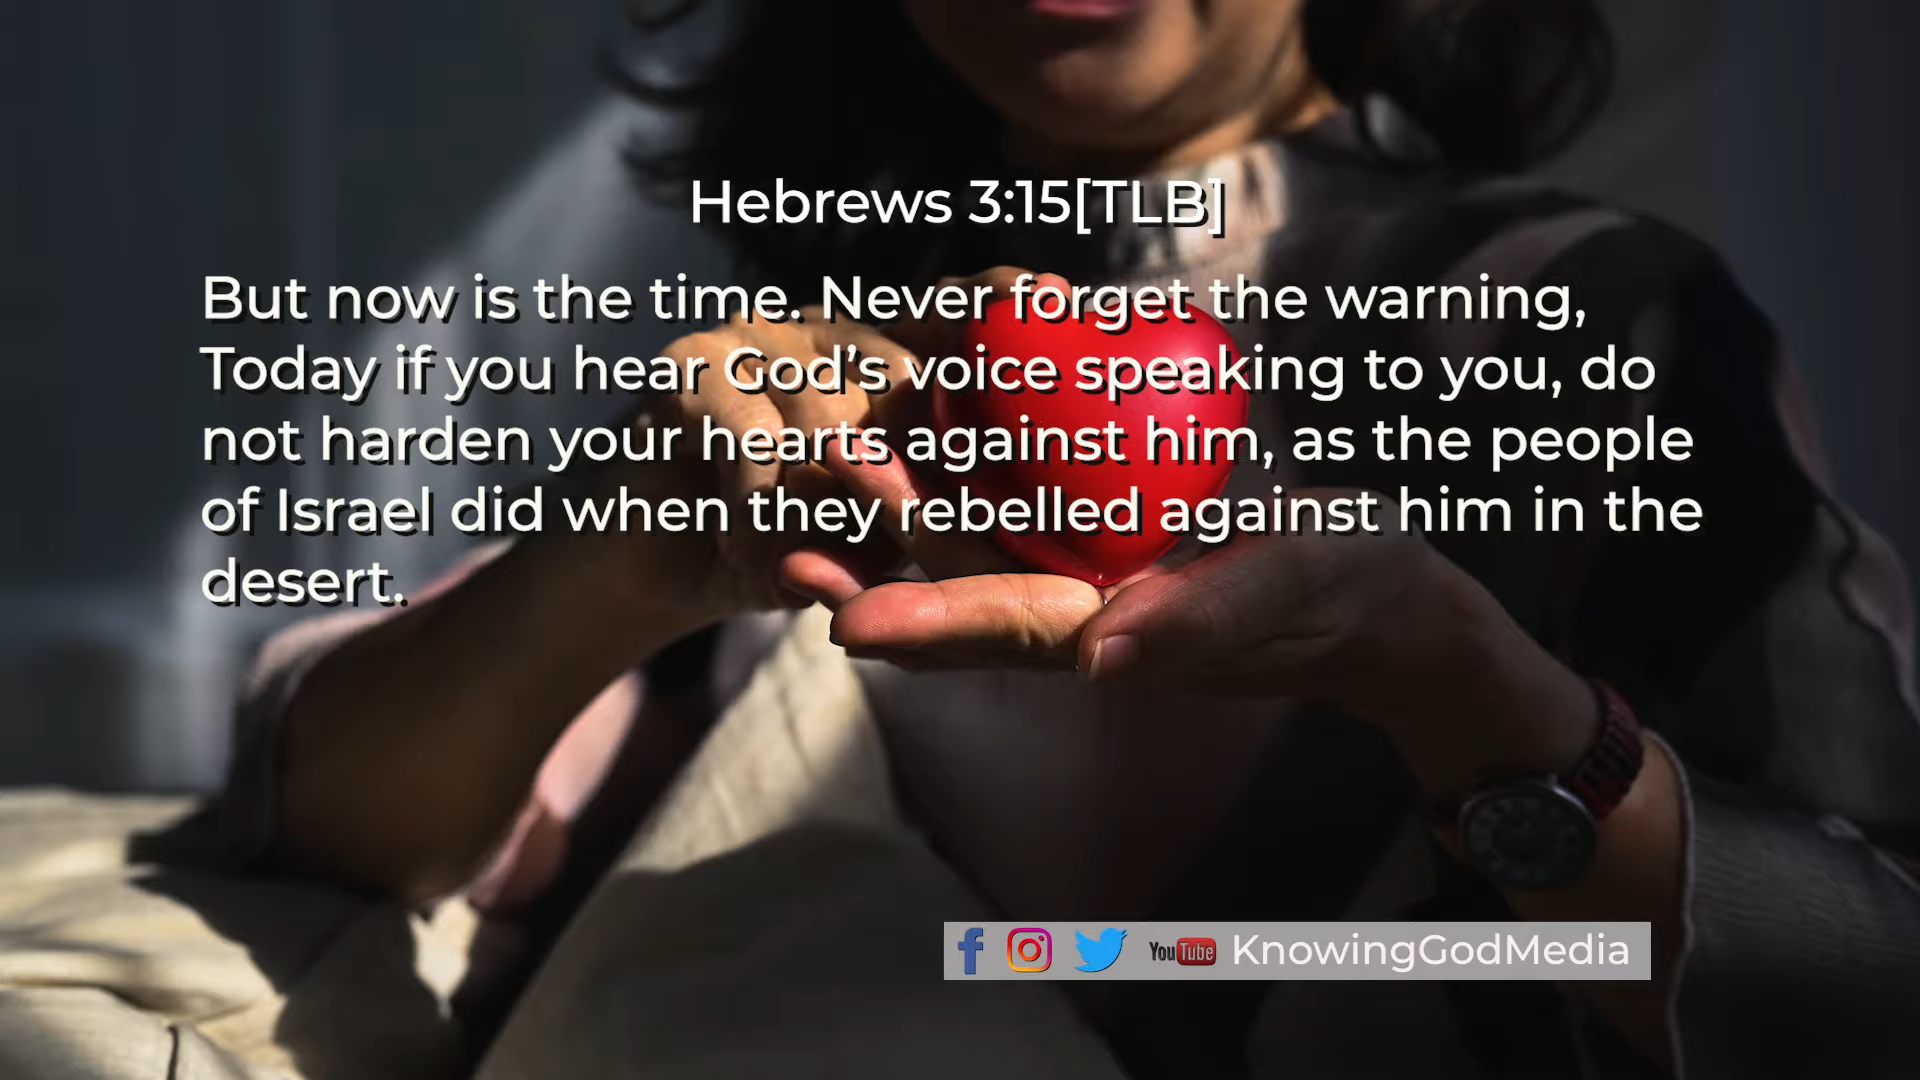 Hebrews 3:15[TLB]
But now is the time. Never forget the warning,
Today if you hear God’s voice speaking to you, do
not harden your hearts against him, as the people
of Israel did when they rebelled against him in the
desert.
f YouTube KnowingGodMedia